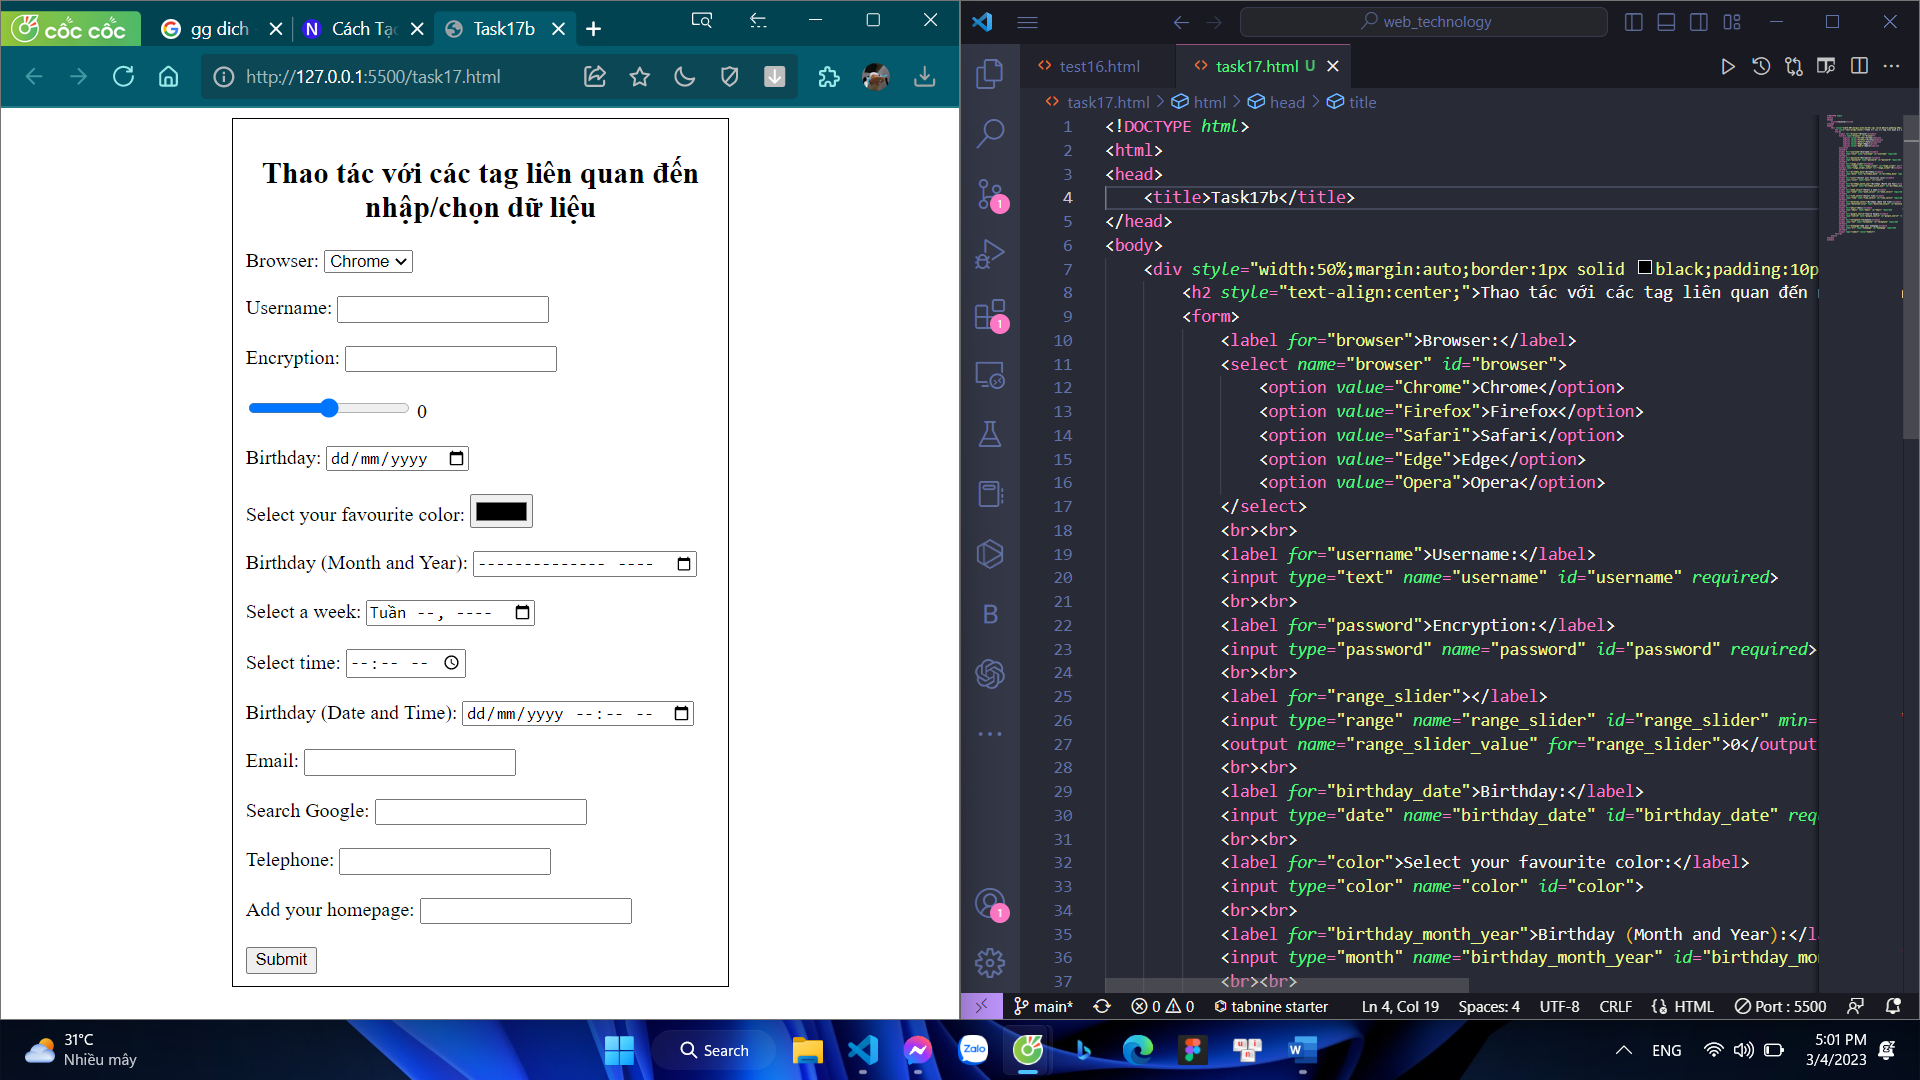 cốc cốc
gg dich
Cách Tạo
Task17b
http://127.0.0.1:5500/task17.html
Thao tác với các tag liên quan đến
nhập/chọn dữ liệu
Browser: Chrome
Username:
Encryption:
0
Birthday: dd/mm/yyyy
Select your favourite color:
Birthday (Month and Year): -------------- ----
Select a week: Tuần --, ----
Select time: --:-- --
Birthday (Date and Time): dd/mm/yyyy --:-- --
Email:
Search Google:
Telephone:
Add your homepage:
Submit
web_technology
test16.html
task17.html U
task17.html > html > head > title
1 <!DOCTYPE html>
2 <html>
3 <head>
4 <title>Task17b</title>
5 </head>
6 <body>
7 <div style="width:50%;margin:auto;border:1px solid black;padding:10p
8 <h2 style="text-align:center;">Thao tác với các tag liên quan đến
9 <form>
10 <label for="browser">Browser:</label>
11 <select name="browser" id="browser">
12 <option value="Chrome">Chrome</option>
13 <option value="Firefox">Firefox</option>
14 <option value="Safari">Safari</option>
15 <option value="Edge">Edge</option>
16 <option value="Opera">Opera</option>
17 </select>
18 <br><br>
19 <label for="username">Username:</label>
20 <input type="text" name="username" id="username" required>
21 <br><br>
22 <label for="password">Encryption:</label>
23 <input type="password" name="password" id="password" required>
24 <br><br>
25 <label for="range_slider"></label>
26 <input type="range" name="range_slider" id="range_slider" min=
27 <output name="range_slider_value" for="range_slider">0</output
28 <br><br>
29 <label for="birthday_date">Birthday:</label>
30 <input type="date" name="birthday_date" id="birthday_date" req
31 <br><br>
32 <label for="color">Select your favourite color:</label>
33 <input type="color" name="color" id="color">
34 <br><br>
35 <label for="birthday_month_year">Birthday (Month and Year):</l
36 <input type="month" name="birthday_month_year" id="birthday_mo
37 <br><br>
1
1
1
B
main* 0 0 tabnine starter Ln 4, Col 19 Spaces: 4 UTF-8 CRLF HTML Port : 5500
31°C
Nhiều mây
Search
Zalo
ENG
5:01 PM
3/4/2023